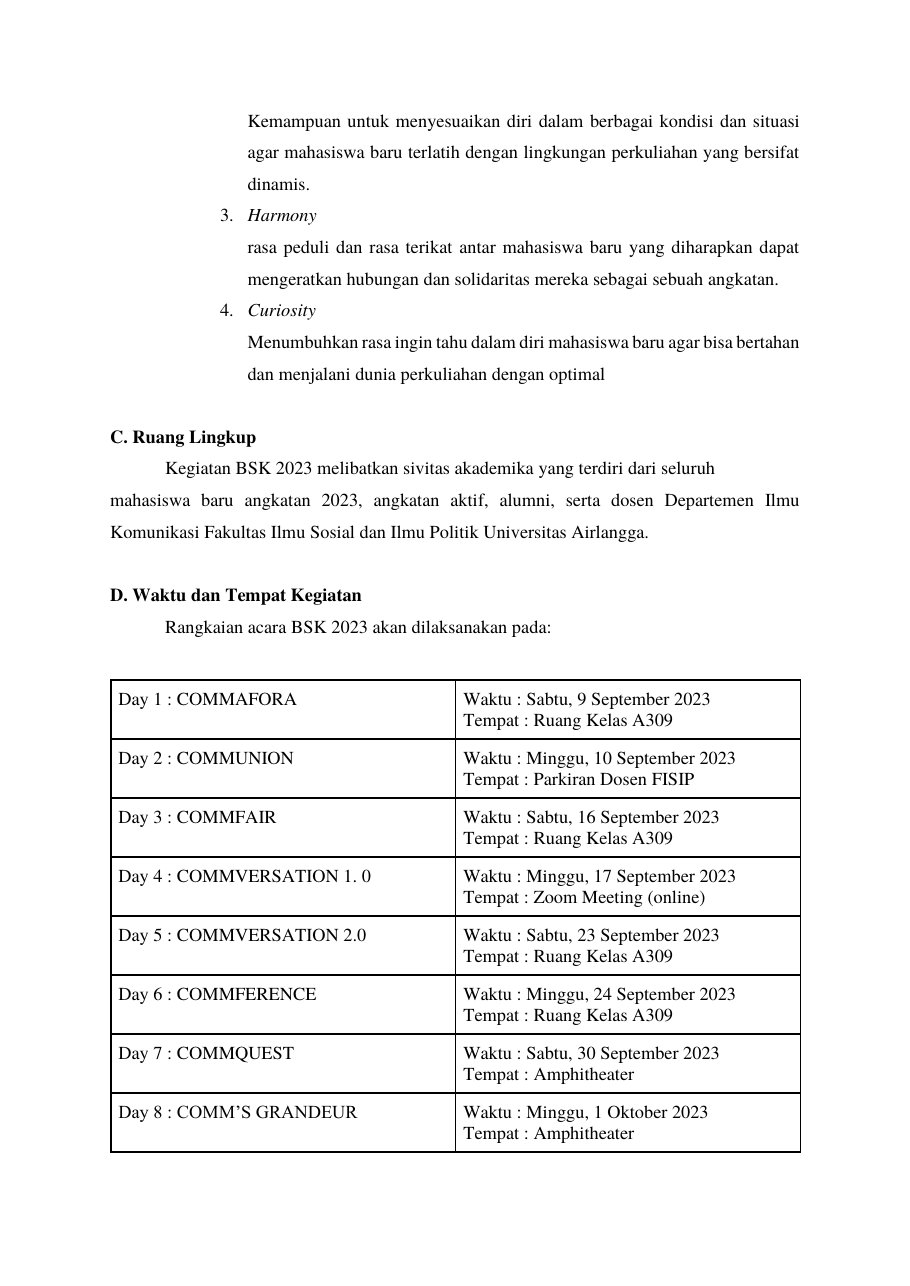 Kemampuan untuk menyesuaikan diri dalam berbagai kondisi dan situasi
agar mahasiswa baru terlatih dengan lingkungan perkuliahan yang bersifat
dinamis.
3. Harmony
rasa peduli dan rasa terikat antar mahasiswa baru yang diharapkan dapat
mengeratkan hubungan dan solidaritas mereka sebagai sebuah angkatan.
4. Curiosity
Menumbuhkan rasa ingin tahu dalam diri mahasiswa baru agar bisa bertahan
dan menjalani dunia perkuliahan dengan optimal
C. Ruang Lingkup
Kegiatan BSK 2023 melibatkan sivitas akademika yang terdiri dari seluruh
mahasiswa baru angkatan 2023, angkatan aktif, alumni, serta dosen Departemen Ilmu
Komunikasi Fakultas Ilmu Sosial dan Ilmu Politik Universitas Airlangga.
D. Waktu dan Tempat Kegiatan
Rangkaian acara BSK 2023 akan dilaksanakan pada:
Day 1 : COMMAFORA
Waktu : Sabtu, 9 September 2023
Tempat : Ruang Kelas A309
Day 2 : COMMUNION
Waktu : Minggu, 10 September 2023
Tempat : Parkiran Dosen FISIP
Day 3 : COMMFAIR
Waktu : Sabtu, 16 September 2023
Tempat : Ruang Kelas A309
Day 4 : COMMVERSATION 1. 0
Waktu : Minggu, 17 September 2023
Tempat : Zoom Meeting (online)
Day 5 : COMMVERSATION 2.0
Waktu : Sabtu, 23 September 2023
Tempat : Ruang Kelas A309
Day 6 : COMMFERENCE
Waktu : Minggu, 24 September 2023
Tempat : Ruang Kelas A309
Day 7 : COMMQUEST
Waktu : Sabtu, 30 September 2023
Tempat : Amphitheater
Day 8 : COMM’S GRANDEUR
Waktu : Minggu, 1 Oktober 2023
Tempat : Amphitheater